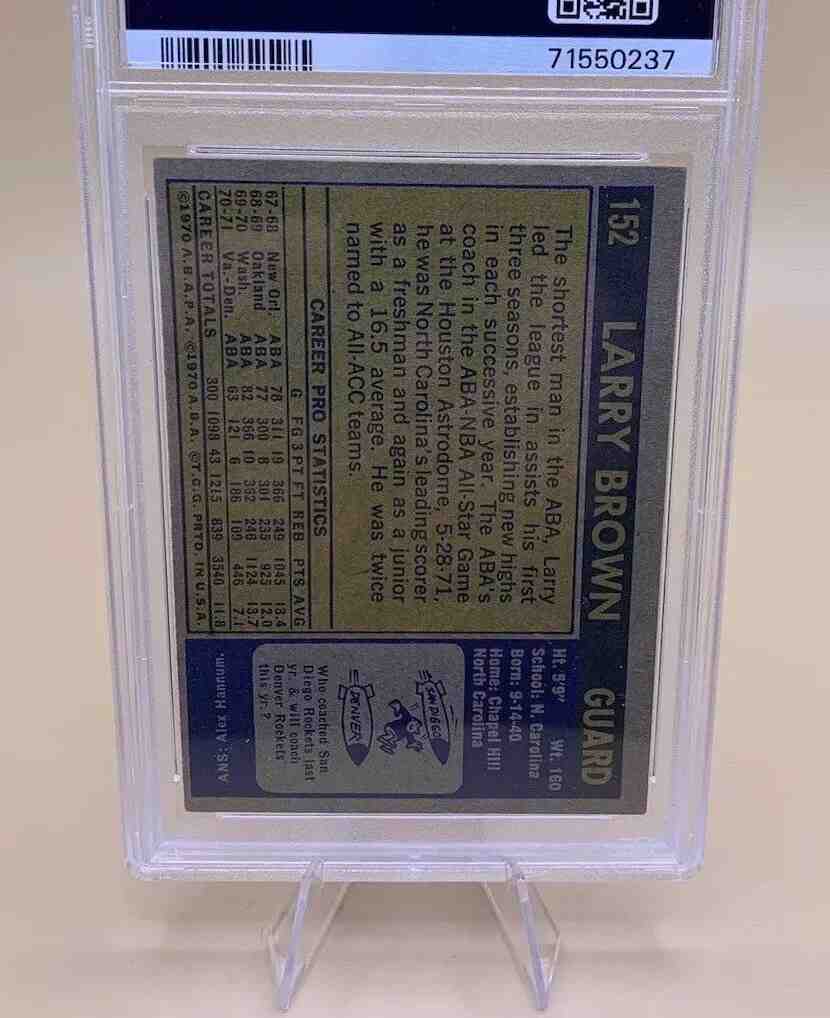 71550237
152 LARRY BROWN GUARD
The shortest man in the ABA, Larry
led the league in assists his first
three seasons, establishing new highs
in each successive year. The ABA's
coach in the ABA-NBA All-Star Game
at the Houston Astrodome, 5-28-71,
he was North Carolina's leading scorer
as a freshman and again as a junior
with a 16.5 average. He was twice
named to All-ACC teams.
CAREER PRO STATISTICS
G FG 3PT FT REB PTS AVG
67-68 New Orl. ABA 78 311 19 366 249 1045 13.4
68-69 Oakland ABA 77 300 8 301 235 925 12.0
69-70 Wash. ABA 82 366 10 362 246 1124 13.7
70-71 Va.-Den. ABA 63 121 6 186 109 446 7.1
CAREER TOTALS 300 1098 43 1215 839 3540 11.8
©1970 A.B.A.P.A. ©1970 A.B.A. ©T.C.G. PRTD. IN U.S.A.
Ht. 5'9" Wt. 160
School: N. Carolina
Born: 9-14-40
Home: Chapel Hill
North Carolina
SAN DIEGO
DENVER
Who coached San
Diego Rockets last
yr. & will coach
Denver Rockets
this yr.?
ANS: Alex Hannum.